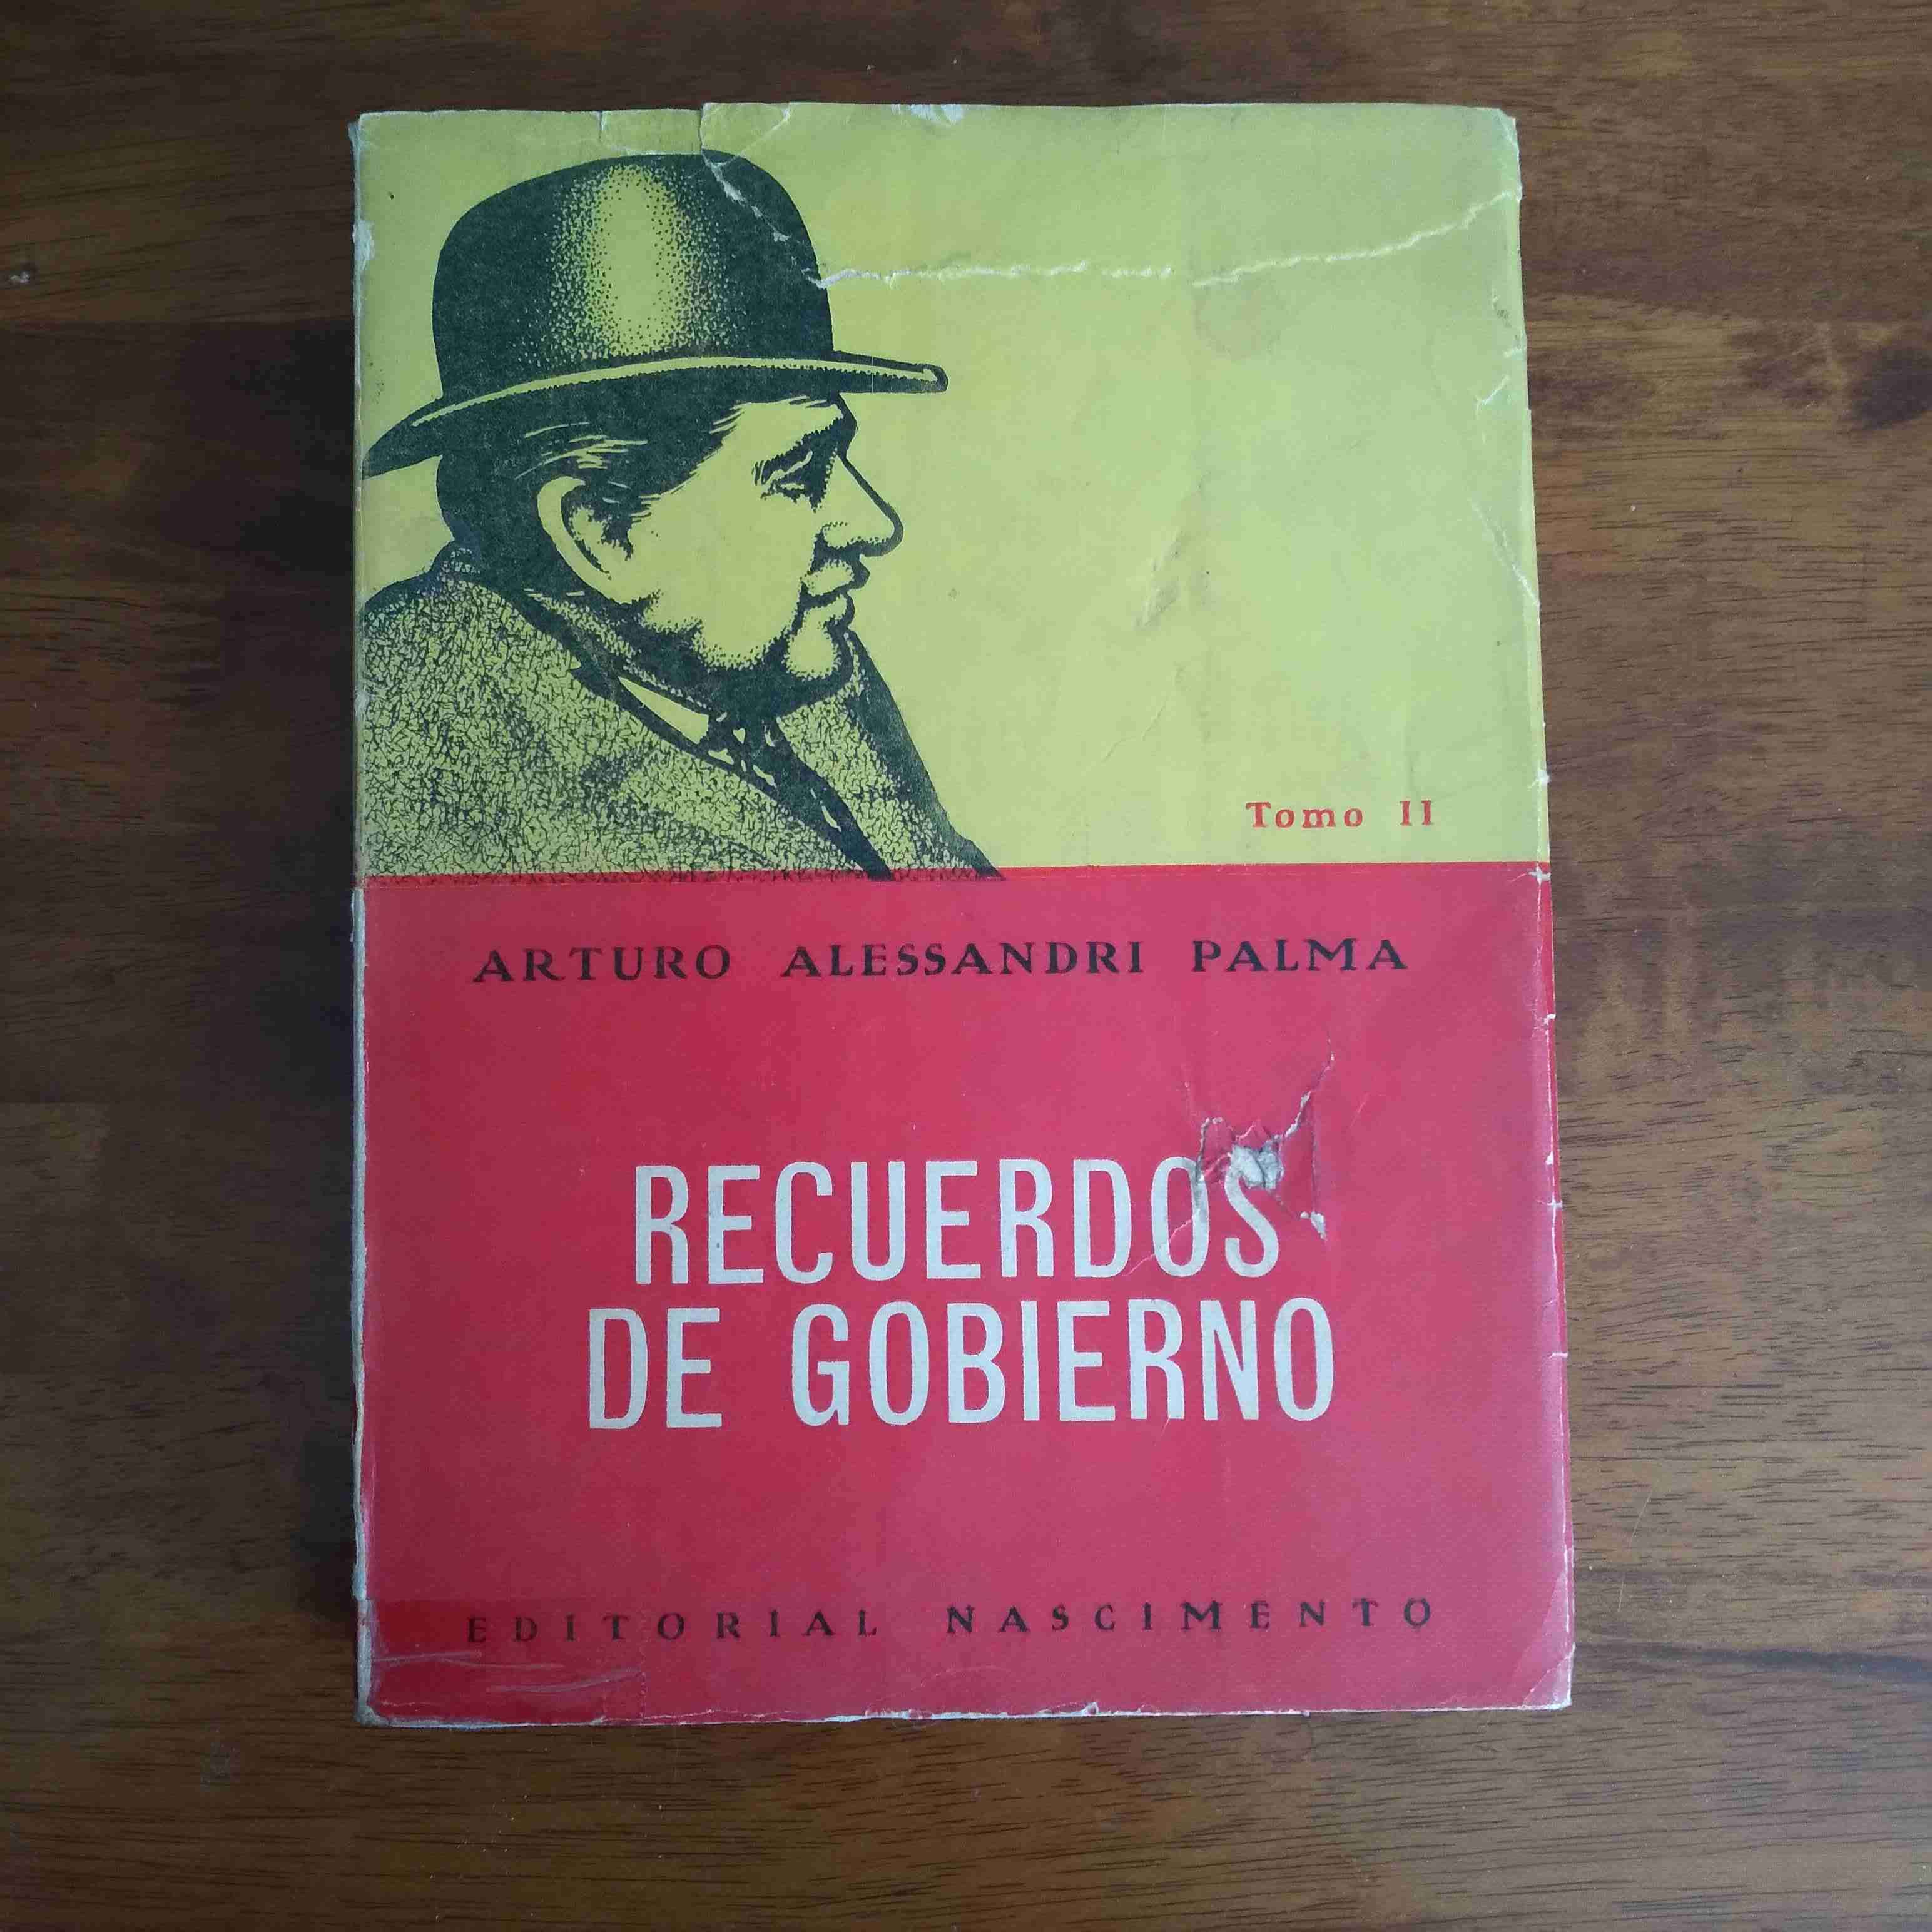 Tomo II
ARTURO ALESSANDRI PALMA
RECUERDOS
DE GOBIERNO
EDITORIAL NASCIMENTO